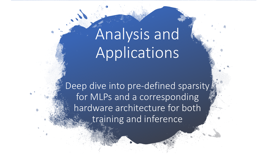 Analysis and
Applications
Deep dive into pre-defined sparsity
for MLPs and a corresponding
hardware architecture for both
training and inference